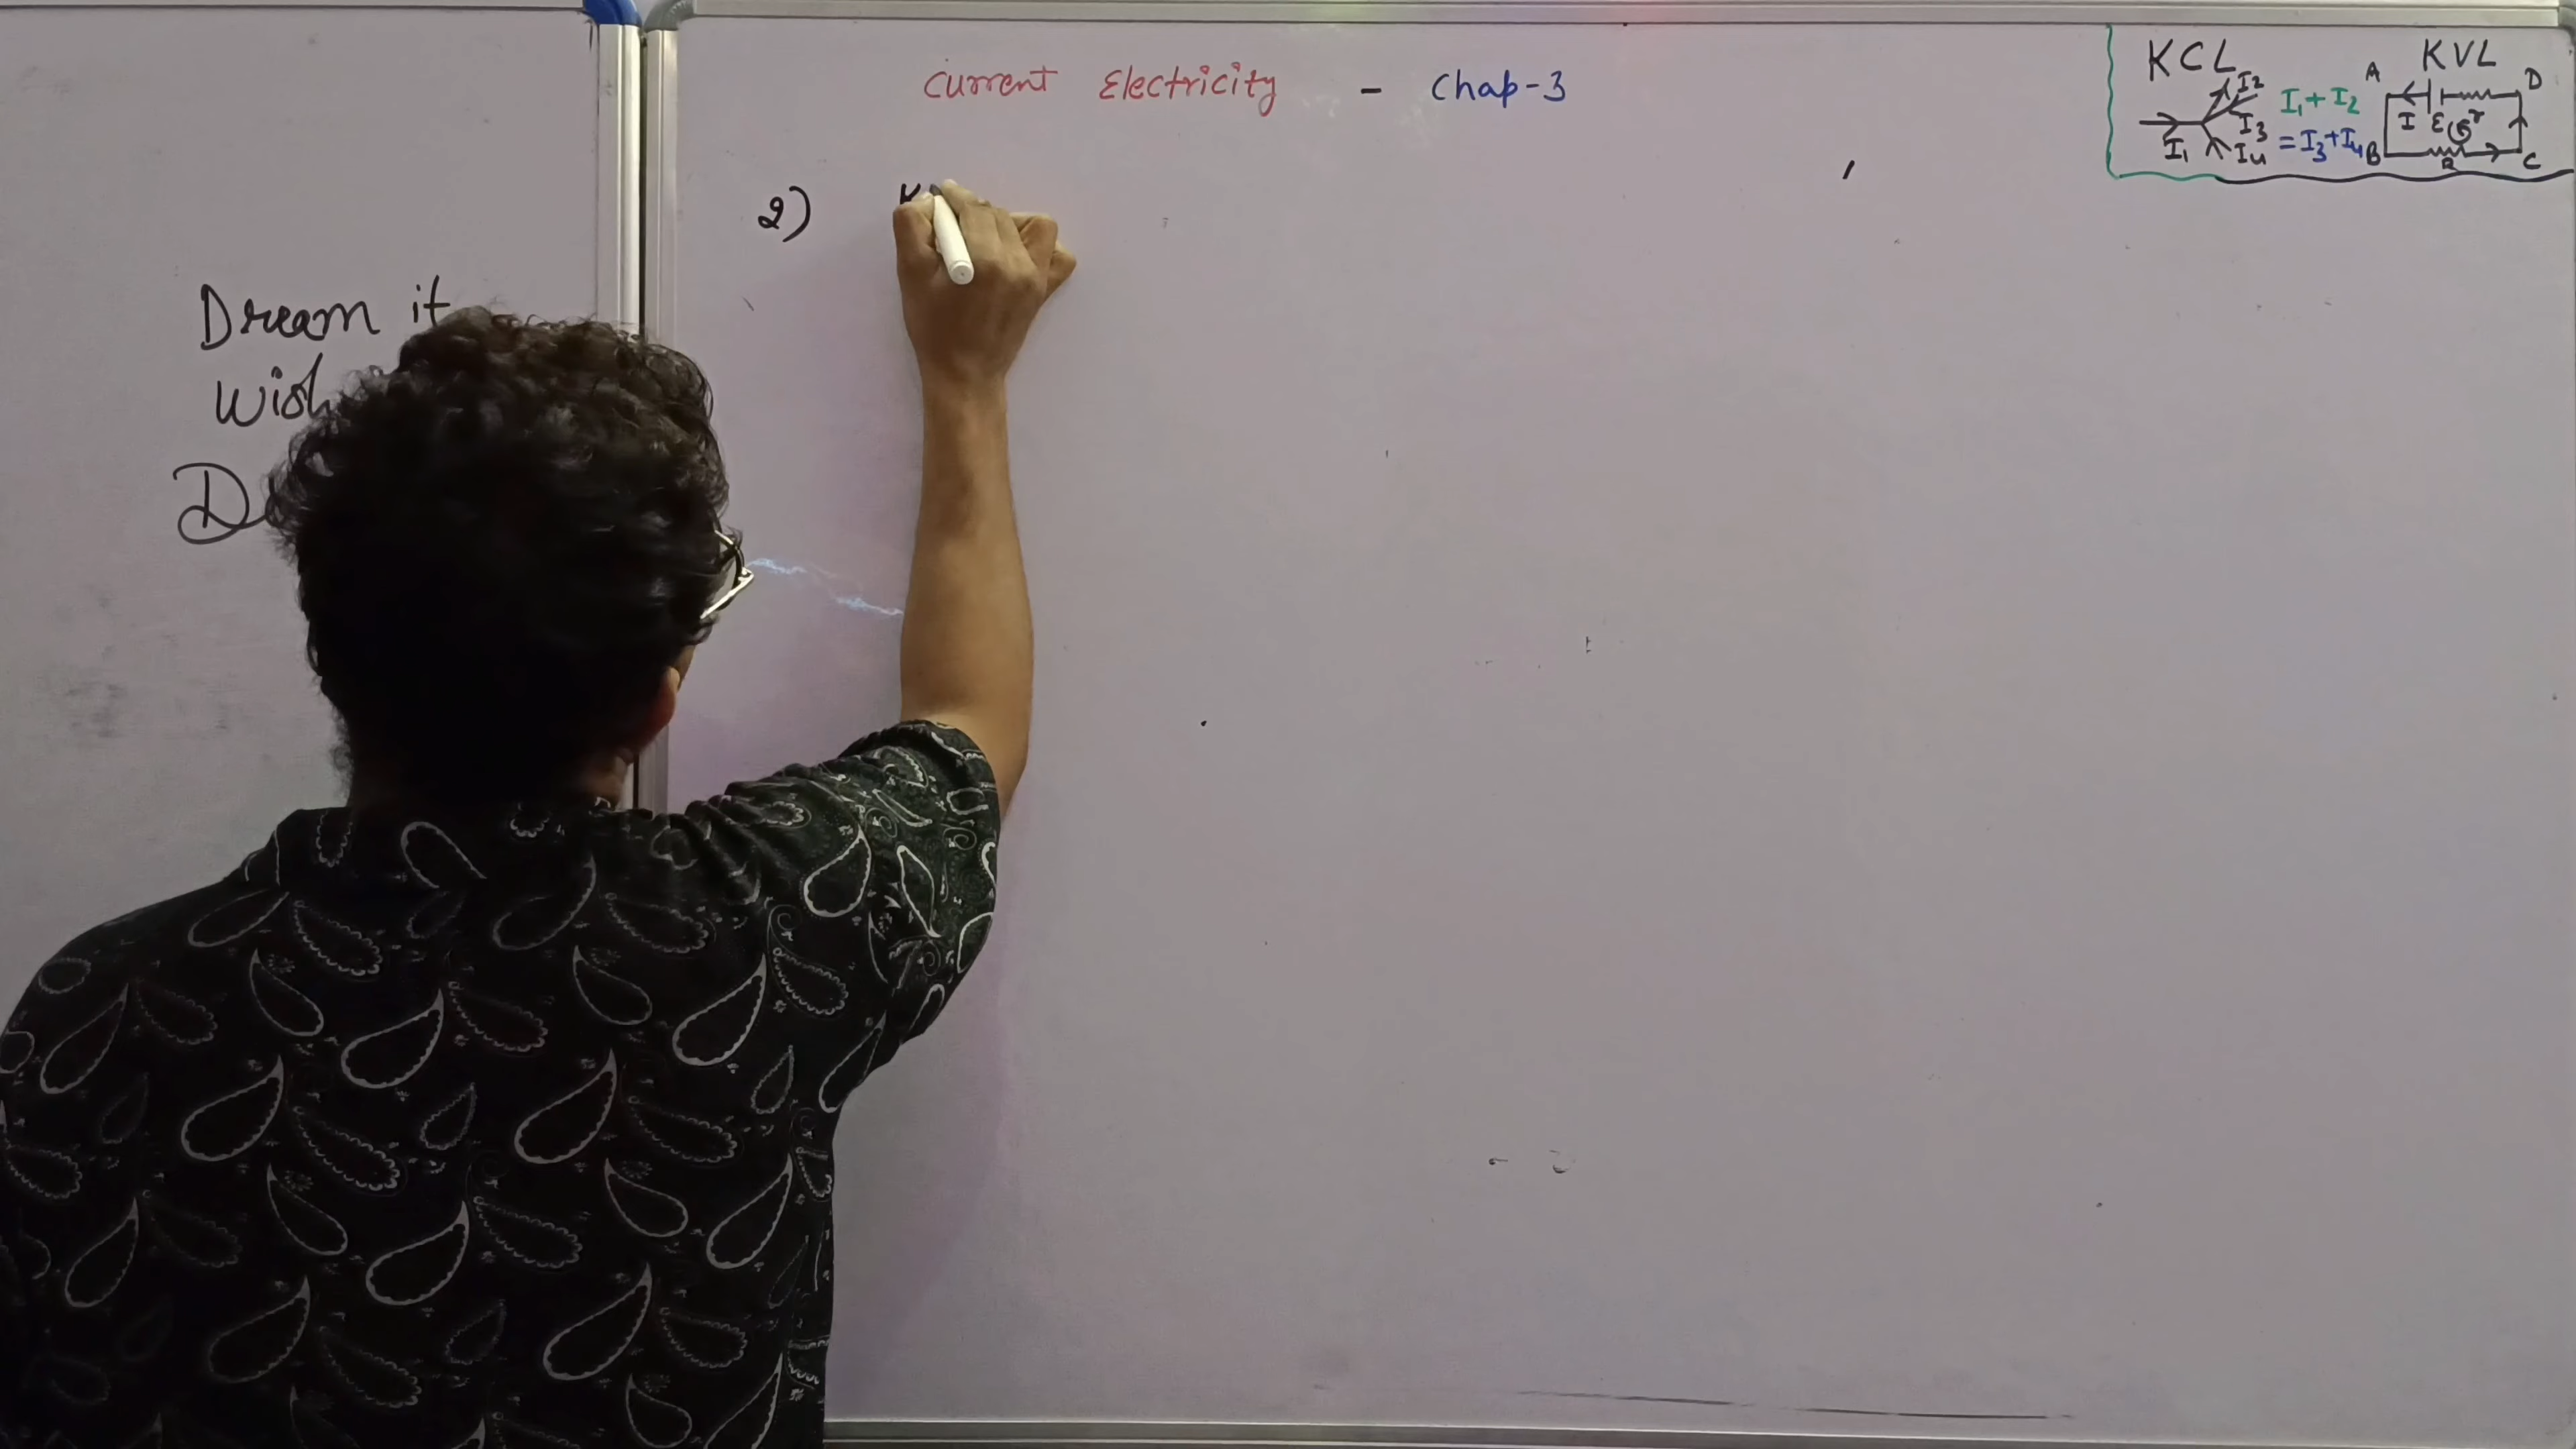 Current Electricity - Chap-3
KCL
I₁
I₂
I₃
I₄
I₁+I₂
=I₃+I₄
KVL
A
D
I
ε
r
B
R
C
2) K
Dream it
Wish
D